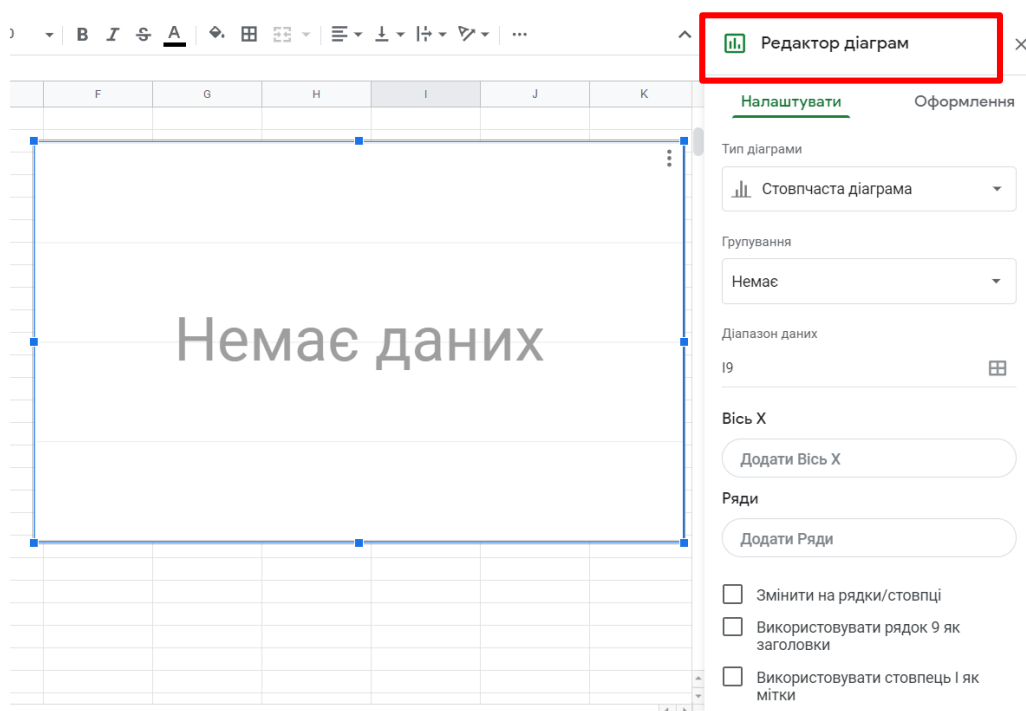 B I S A
Редактор діаграм
F G H I J K
Налаштувати Оформлення
Тип діаграми
Стовпчаста діаграма
Групування
Немає
Немає даних
Діапазон даних
I9
Вісь X
Додати Вісь X
Ряди
Додати Ряди
Змінити на рядки/стовпці
Використовувати рядок 9 як
заголовки
Використовувати стовпець I як
мітки